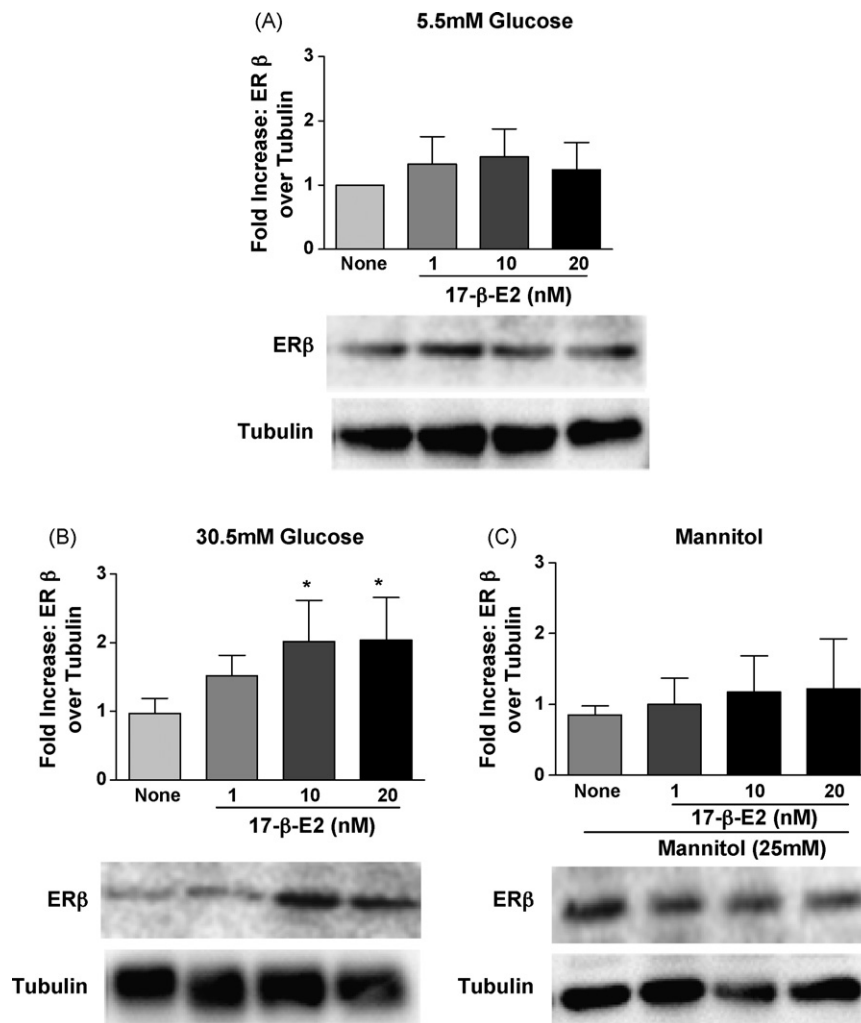 (A)
5.5mM Glucose
Fold Increase: ER β
over Tubulin
3
2
1
0
None 1 10 20
17-β-E2 (nM)
ERβ
Tubulin
(B)
30.5mM Glucose
Fold Increase: ER β
over Tubulin
3
2
1
0
* *
None 1 10 20
17-β-E2 (nM)
ERβ
Tubulin
(C)
Mannitol
Fold Increase: ER β
over Tubulin
3
2
1
0
None 1 10 20
17-β-E2 (nM)
Mannitol (25mM)
ERβ
Tubulin